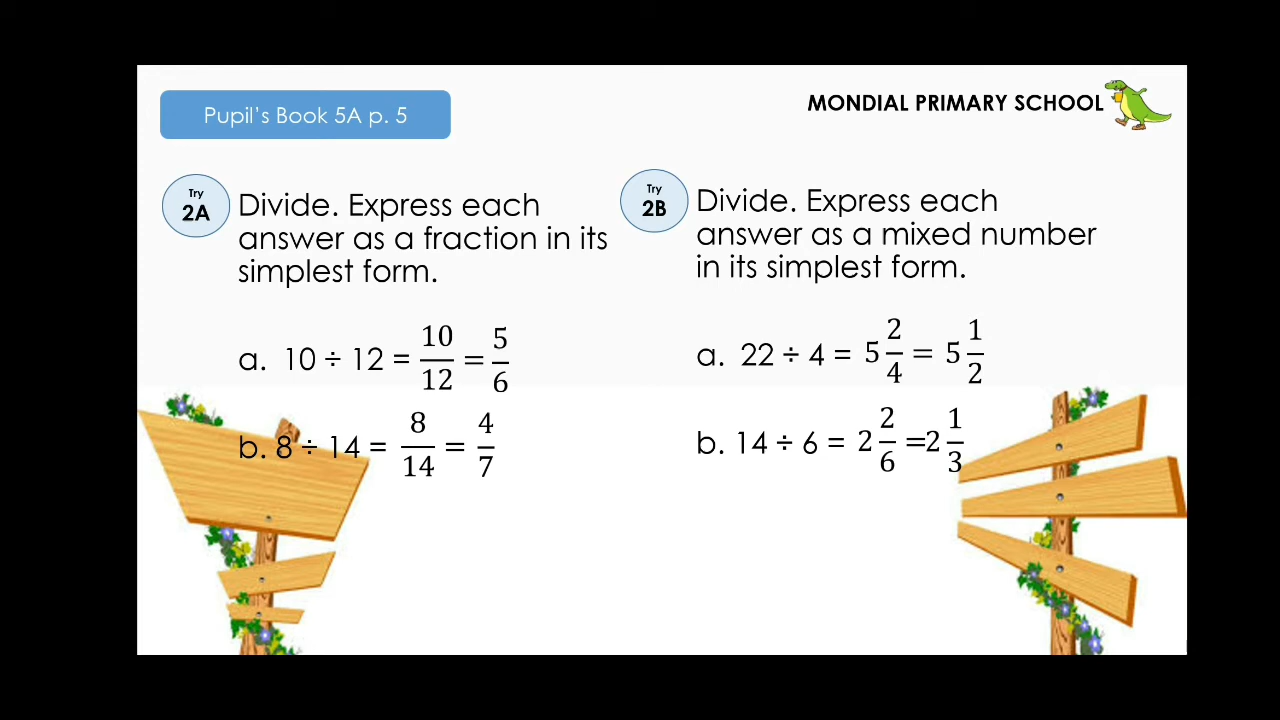 Pupil's Book 5A p. 5
MONDIAL PRIMARY SCHOOL
Try
2A
Divide. Express each
answer as a fraction in its
simplest form.
a. 10 ÷ 12 = 10/12 = 5/6
b. 8 ÷ 14 = 8/14 = 4/7
Try
2B
Divide. Express each
answer as a mixed number
in its simplest form.
a. 22 ÷ 4 = 5 2/4 = 5 1/2
b. 14 ÷ 6 = 2 2/6 =2 1/3